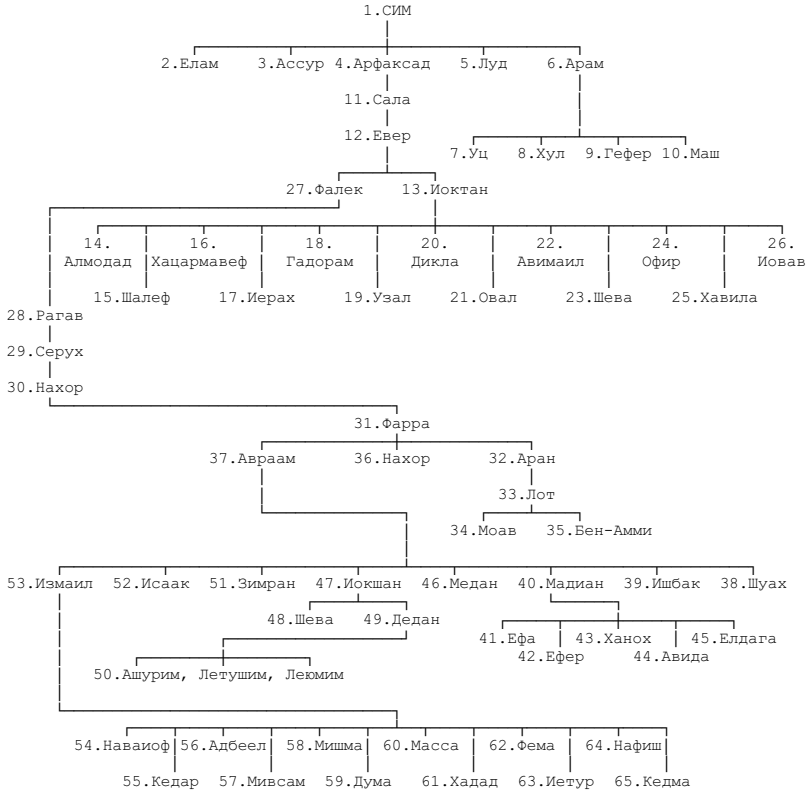 1.СИМ
2.Елам 3.Ассур 4.Арфаксад 5.Луд 6.Арам
11.Сала
12.Евер
7.Уц 8.Хул 9.Гефер 10.Маш
27.Фалек 13.Иоктан
14. 16. 18. 20. 22. 24. 26.
Алмодад Хацармавеф Гадорам Дикла Авимаил Офир Иовав
15.Шалеф 17.Иерах 19.Узал 21.Овал 23.Шева 25.Хавила
28.Рагав
29.Серух
30.Нахор
31.Фарра
37.Авраам 36.Нахор 32.Аран
33.Лот
34.Моав 35.Бен-Амми
53.Измаил 52.Исаак 51.Зимран 47.Иокшан 46.Медан 40.Мадиан 39.Ишбак 38.Шуах
48.Шева 49.Дедан
41.Ефа 43.Ханох 45.Елдага
42.Ефер 44.Авида
50.Ашурим, Летушим, Леюмим
54.Наваиоф 56.Адбеел 58.Мишма 60.Масса 62.Фема 64.Нафиш
55.Кедар 57.Мивсам 59.Дума 61.Хадад 63.Иетур 65.Кедма